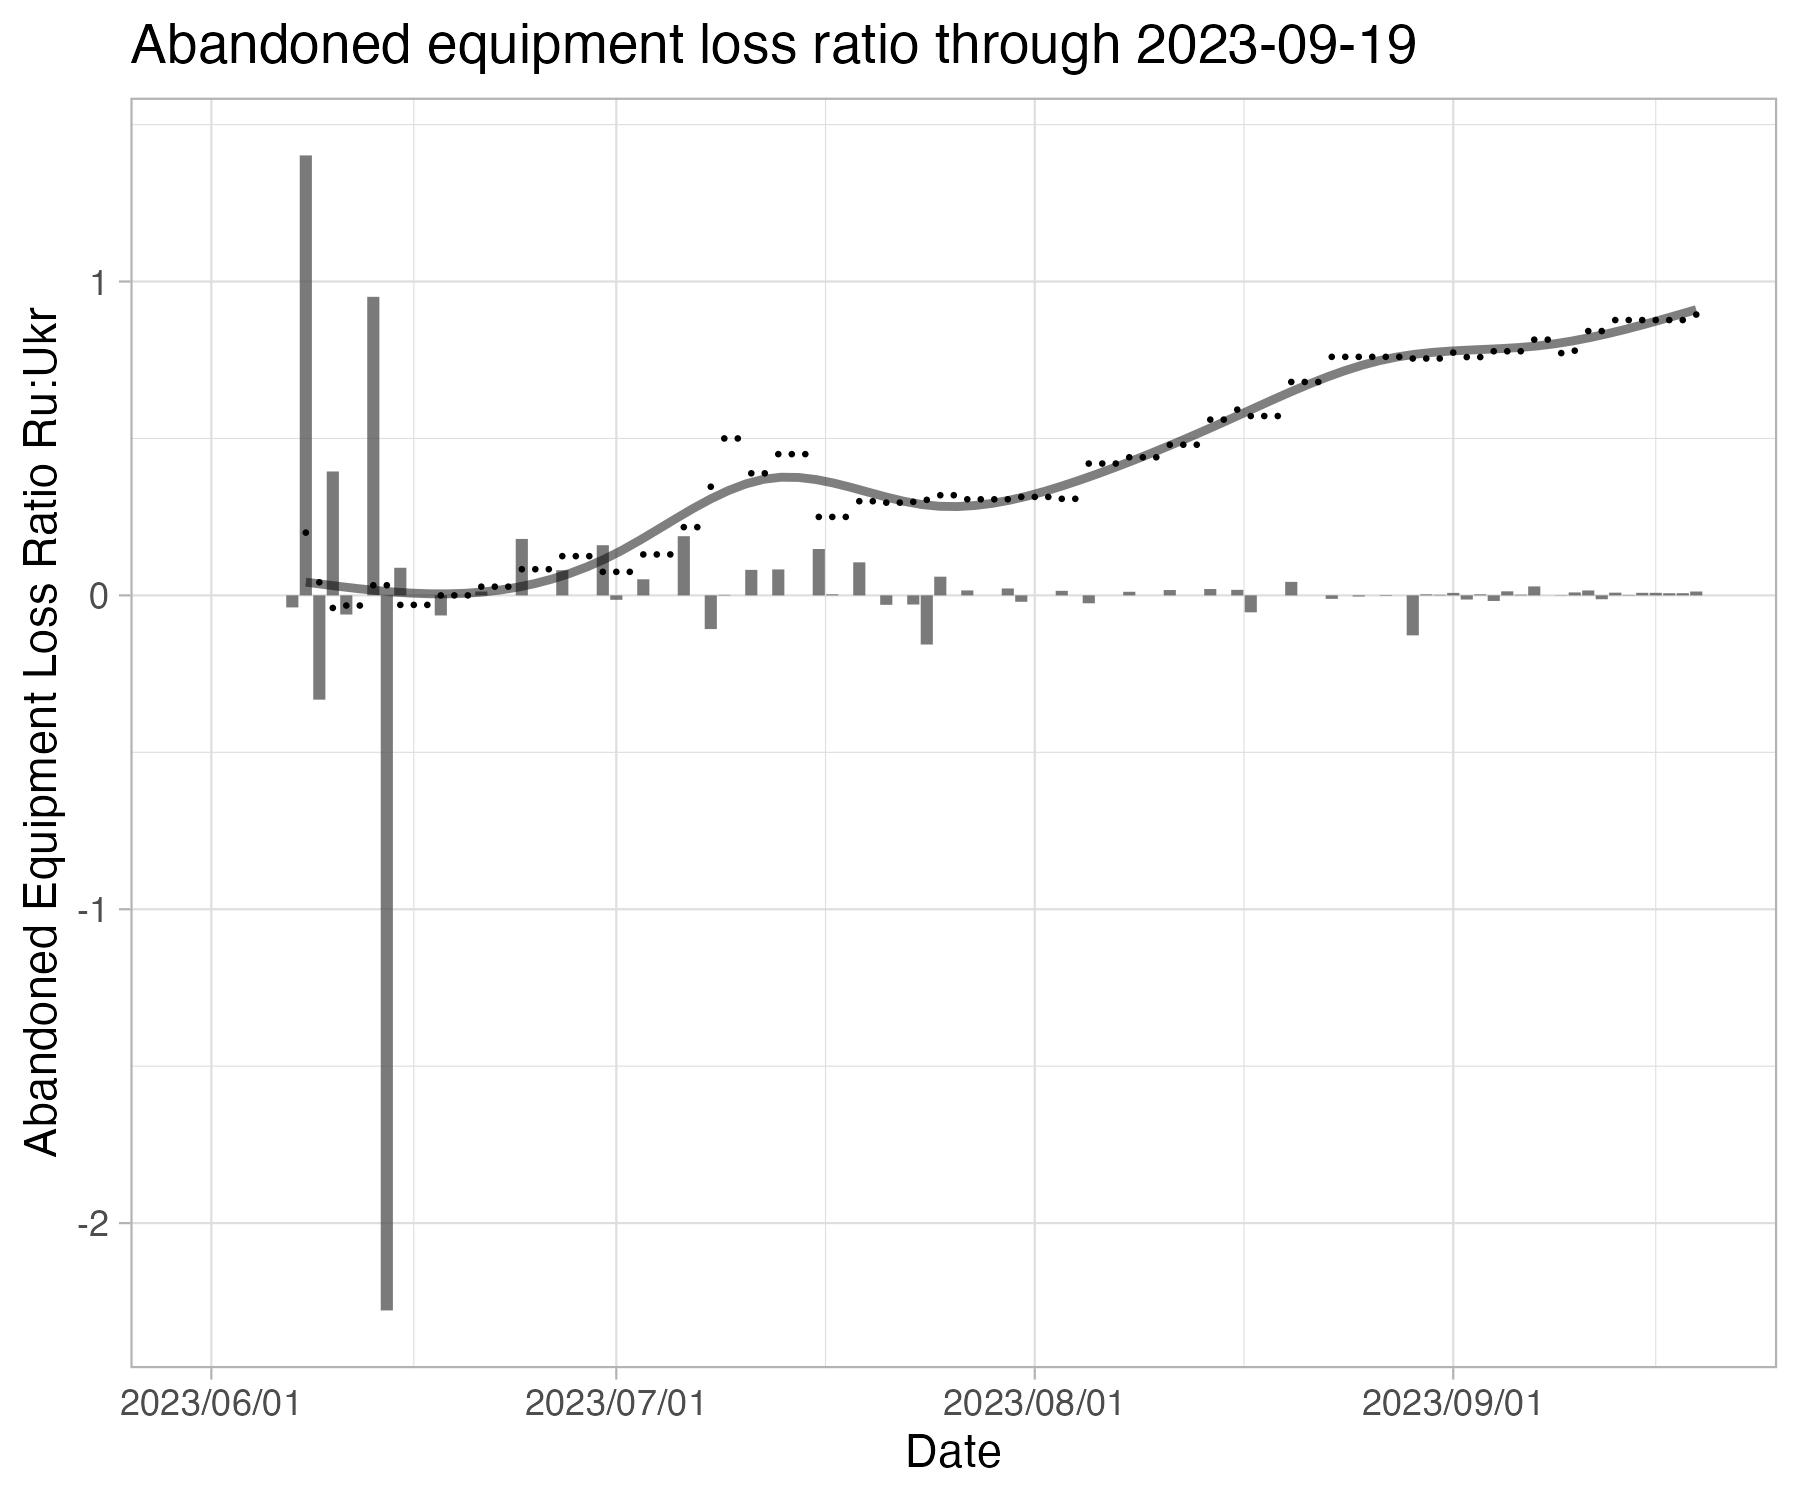 Abandoned equipment loss ratio through 2023-09-19
Abandoned Equipment Loss Ratio Ru:Ukr
1
0
-1
-2
2023/06/01
2023/07/01
2023/08/01
2023/09/01
Date